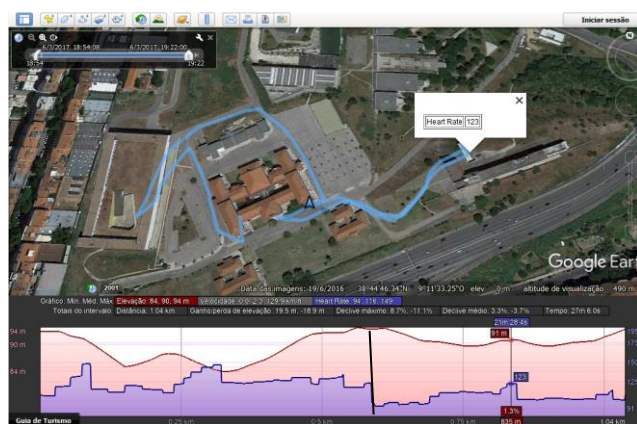 Iniciar sessão
6/3/2017 18:54:08 6/3/2017 19:22:00
18:54 19:22
Heart Rate 123
Google Eart
2001 Data das imagens: 19/6/2016 38°44'46.34"N 9°11'33.25"O elev 0 m altitude de visualização 490 m
Gráfico: Mín, Méd, Máx Elevação: 84, 90, 94 m Velocidade: 0.0, 2.3, 129.9 km/h Heart Rate: 94, 116, 149
Totais do intervalo: Distância: 1.04 km Ganho/perda de elevação: 19.5 m, -18.9 m Declive máximo: 8.7%, -11.1% Declive médio: 3.3%, -3.7% Tempo: 27m 6.0s
21m 28.4s
94 m 91 m 195
90 m 175
84 m 123 125
91
1.3%
Guia de Turismo 0.25 km 0.5 km 0.75 km 835 m 1.04 km